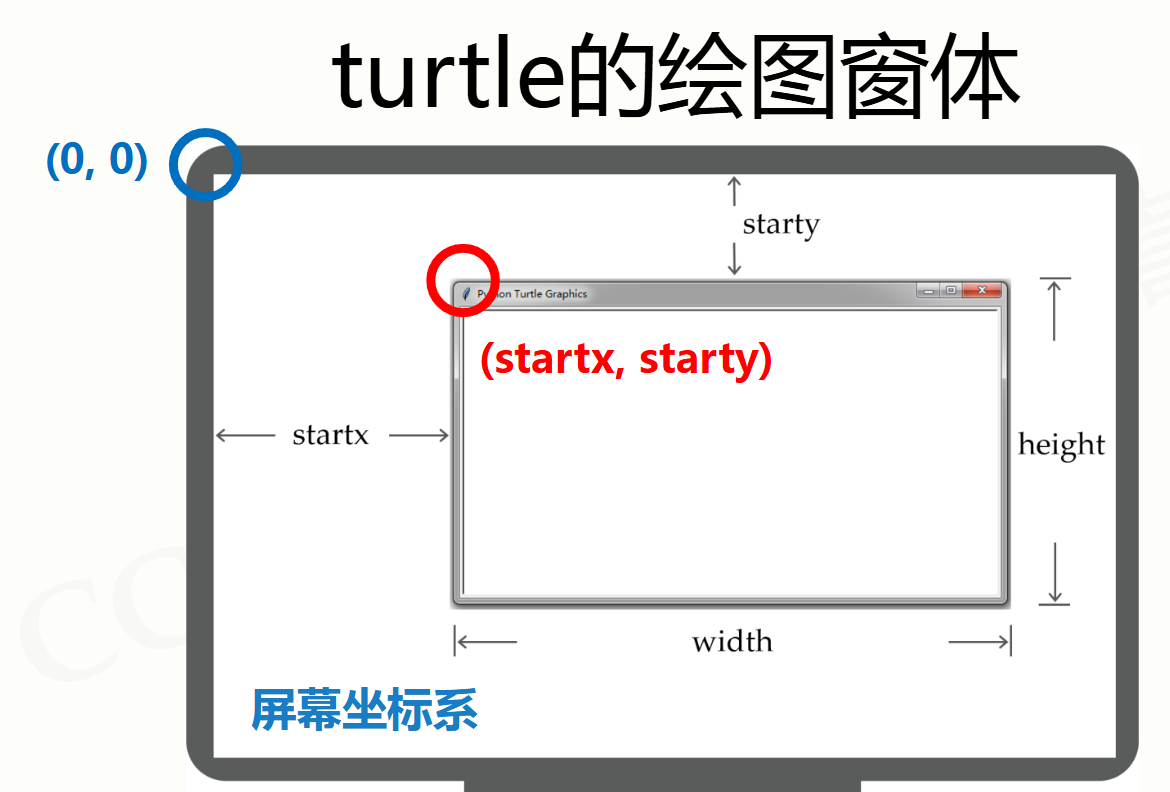 turtle的绘图窗体
(0, 0)
starty
Python Turtle Graphics
(startx, starty)
startx
height
width
屏幕坐标系